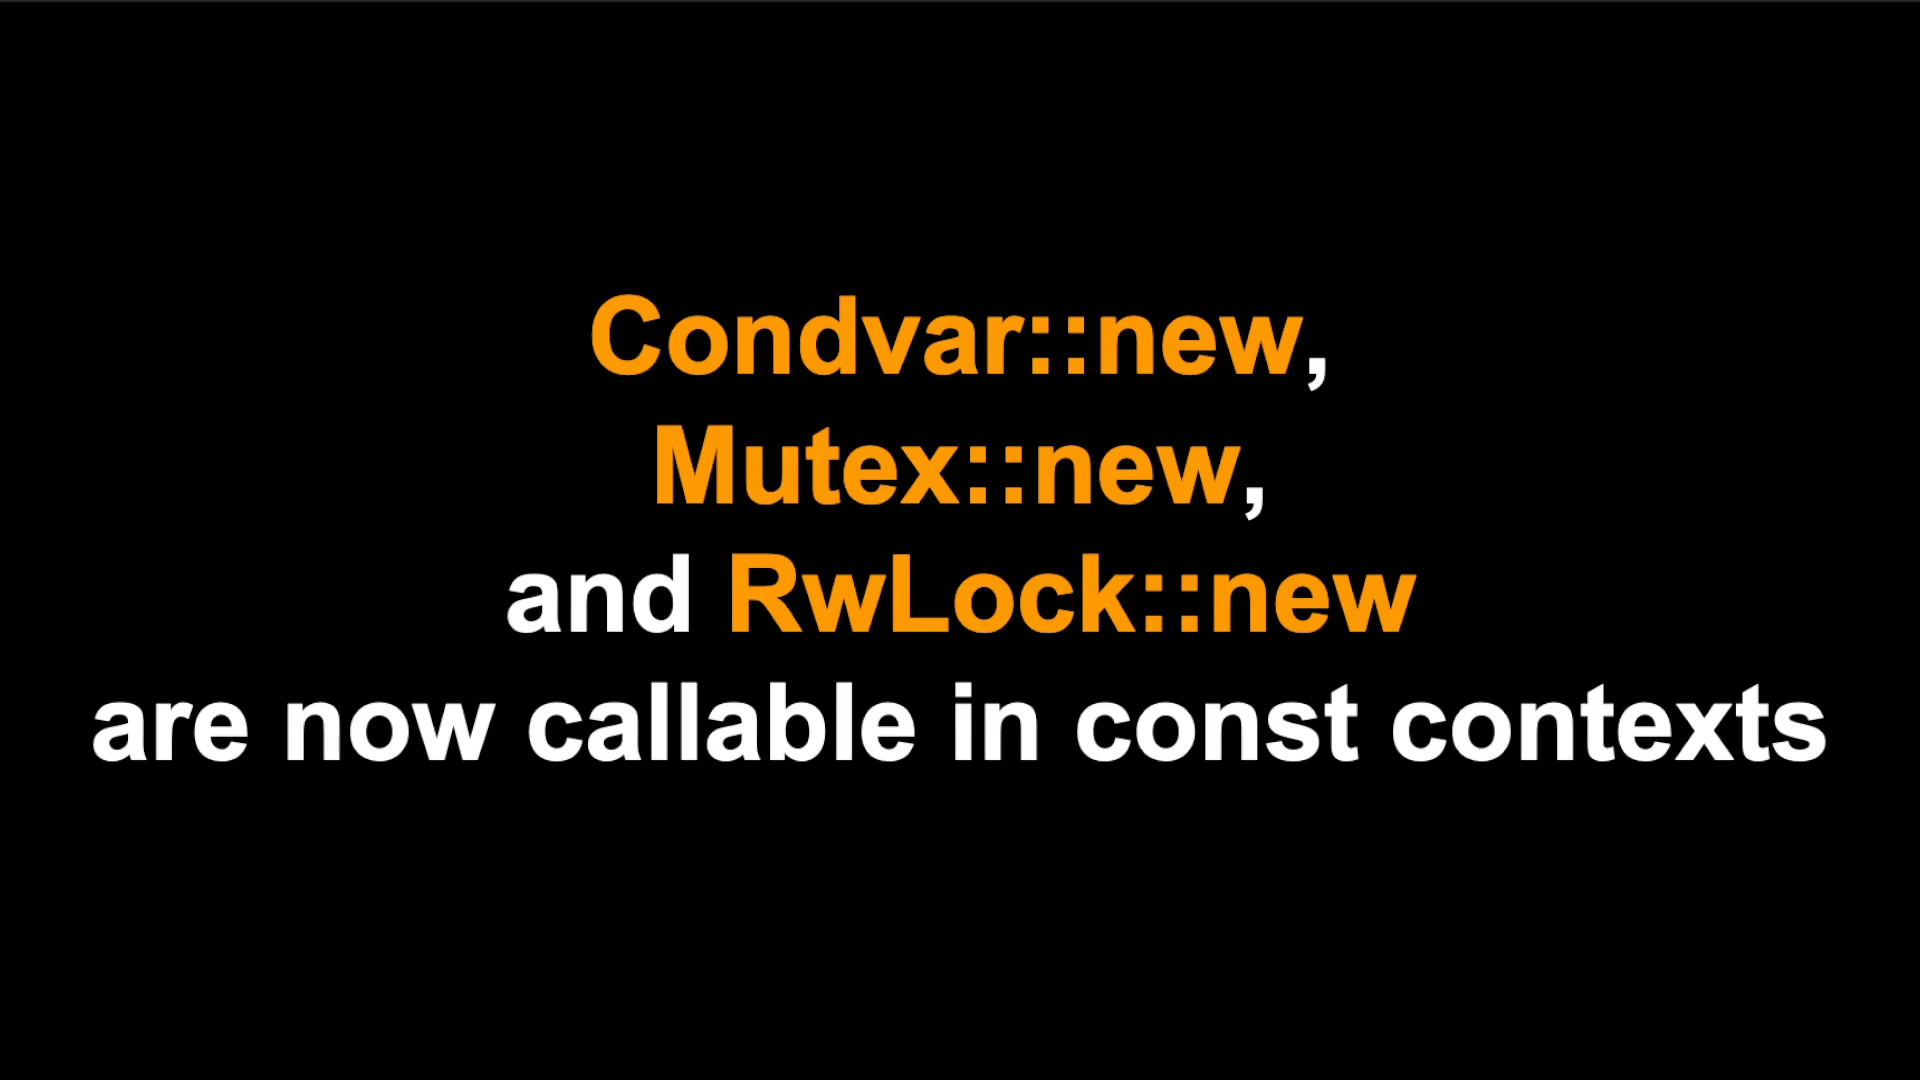 Condvar::new,
Mutex::new,
and RwLock::new
are now callable in const contexts